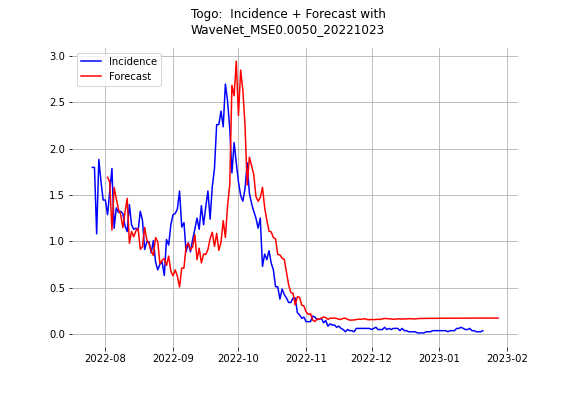 Togo:  Incidence + Forecast with
WaveNet_MSE0.0050_20221023
Incidence
Forecast
3.0
2.5
2.0
1.5
1.0
0.5
0.0
2022-08 2022-09 2022-10 2022-11 2022-12 2023-01 2023-02